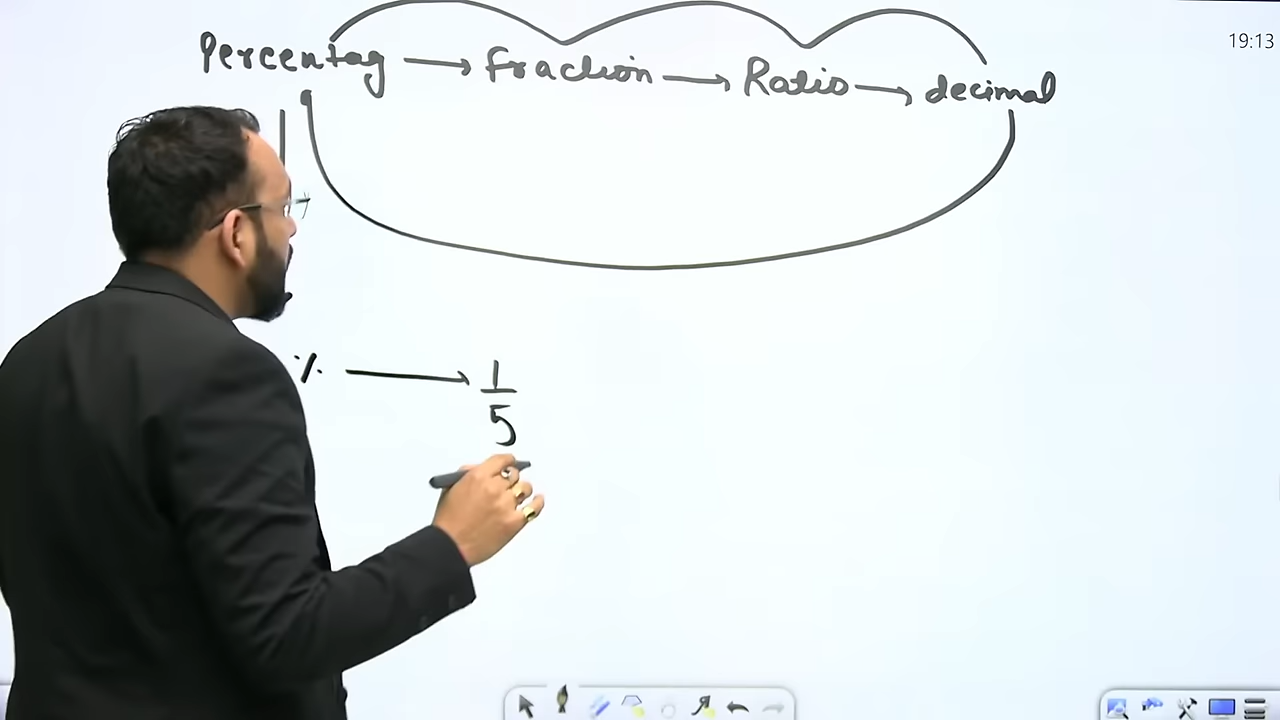 19:13
Percentag → fraction → Ratio → decimal
% → 1/5